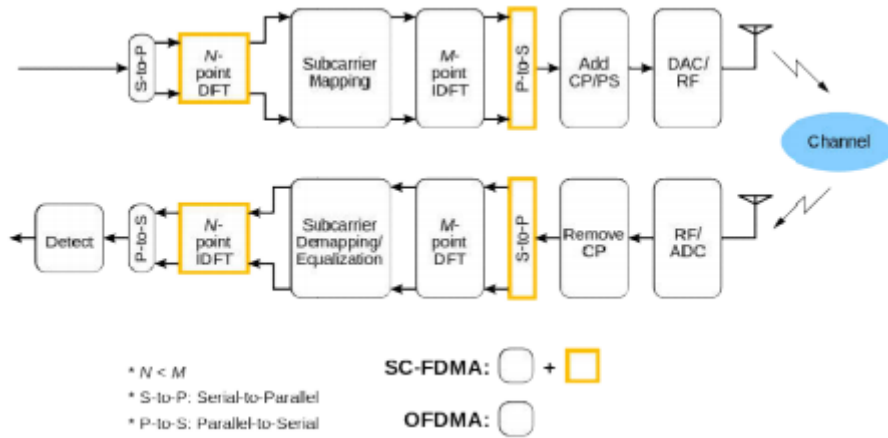 S-to-P
N-
point
DFT
Subcarrier
Mapping
M-
point
IDFT
P-to-S
Add
CP/PS
DAC/
RF
Channel
Detect
P-to-S
N-
point
IDFT
Subcarrier
Demapping/
Equalization
M-
point
DFT
S-to-P
Remove
CP
RF/
ADC
* N < M
* S-to-P: Serial-to-Parallel
* P-to-S: Parallel-to-Serial
SC-FDMA: +
OFDMA: